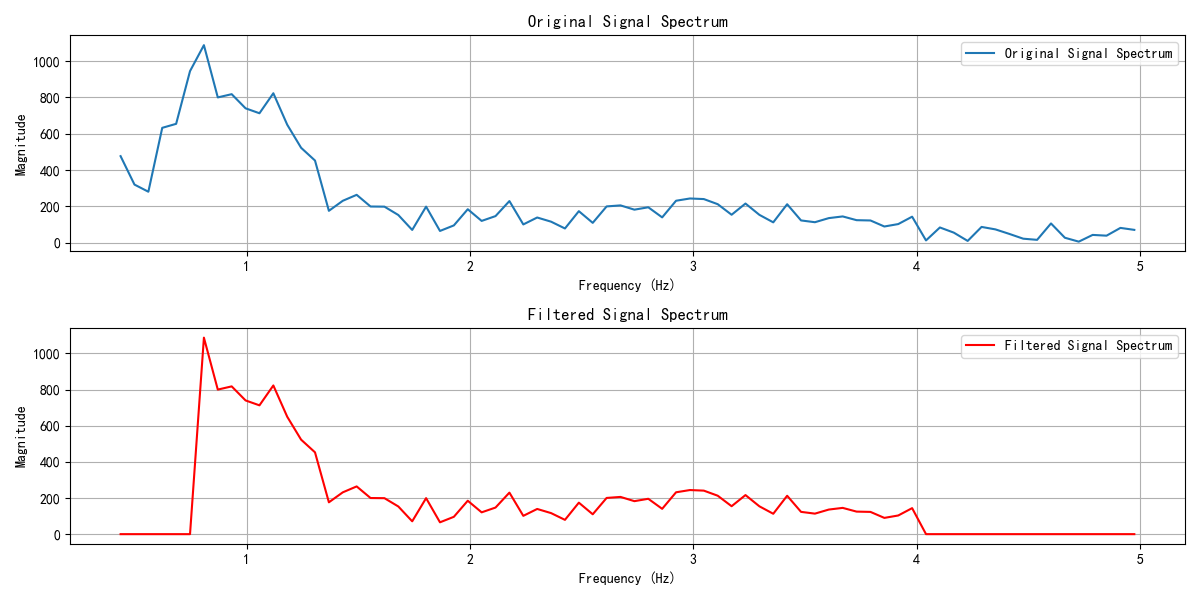 Original Signal Spectrum
Original Signal Spectrum
1000
800
600
400
200
0
Magnitude
1 2 3 4 5
Frequency (Hz)
Filtered Signal Spectrum
Filtered Signal Spectrum
1000
800
600
400
200
0
Magnitude
1 2 3 4 5
Frequency (Hz)